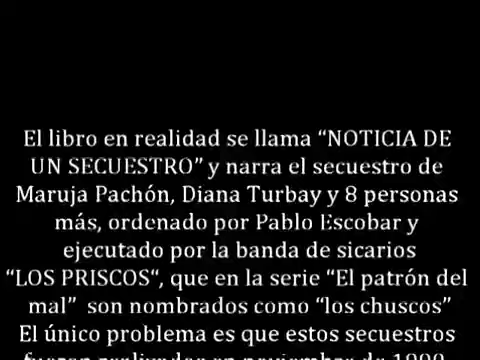 El libro en realidad se llama “NOTICIA DE
UN SECUESTRO” y narra el secuestro de
Maruja Pachón, Diana Turbay y 8 personas
más, ordenado por Pablo Escobar y
ejecutado por la banda de sicarios
“LOS PRISCOS“, que en la serie “El patrón del
mal”  son nombrados como “los chuscos”
El único problema es que estos secuestros